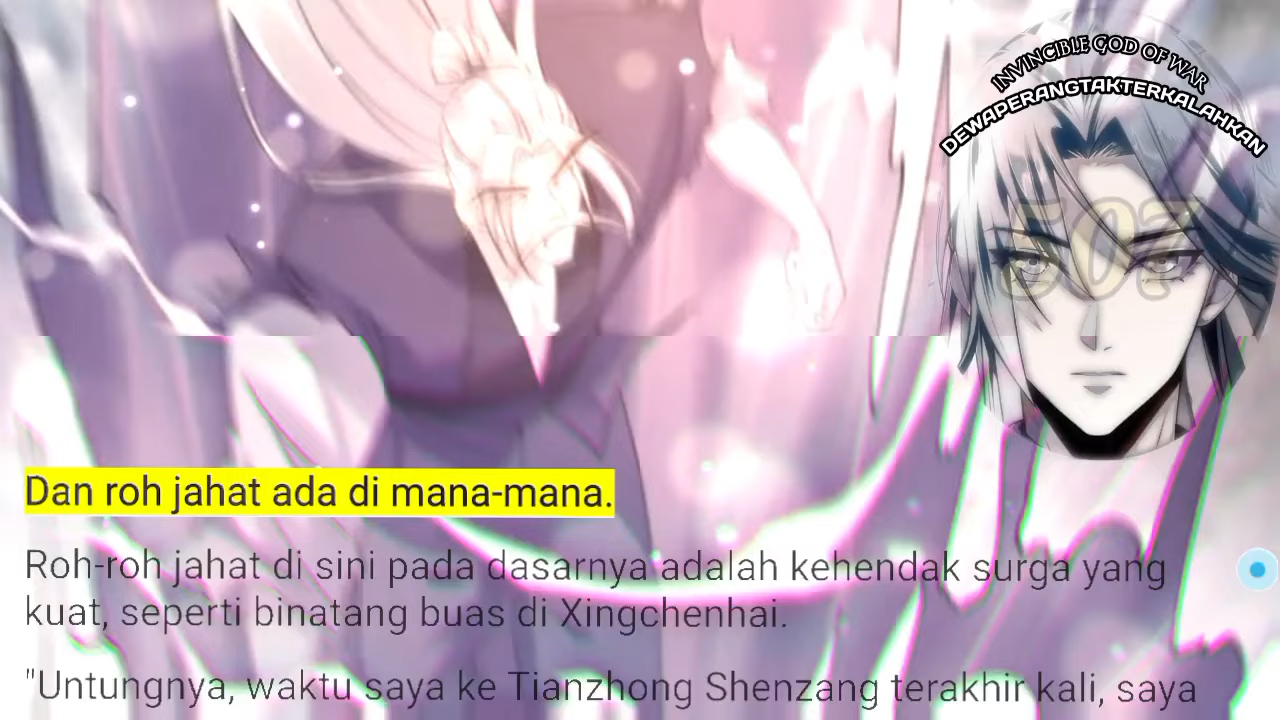 INVINCIBLE GOD OF WAR
DEWAPERANGTAKTERKALAHKAN
507
Dan roh jahat ada di mana-mana.
Roh-roh jahat di sini pada dasarnya adalah kehendak surga yang
kuat, seperti binatang buas di Xingchenhai.
"Untungnya, waktu saya ke Tianzhong Shenzang terakhir kali, saya